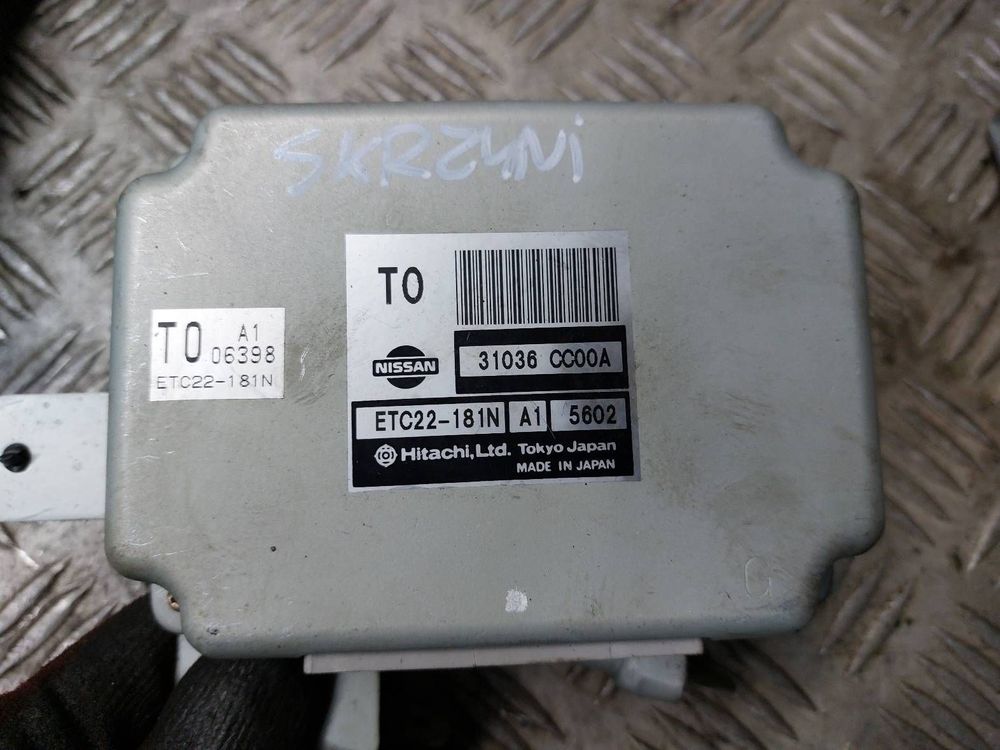 SKRZYNi
TO
NISSAN
31036 CC00A
ETC22-181N A1 5602
Hitachi,Ltd. Tokyo Japan
MADE IN JAPAN
TO A1
06398
ETC22-181N
C